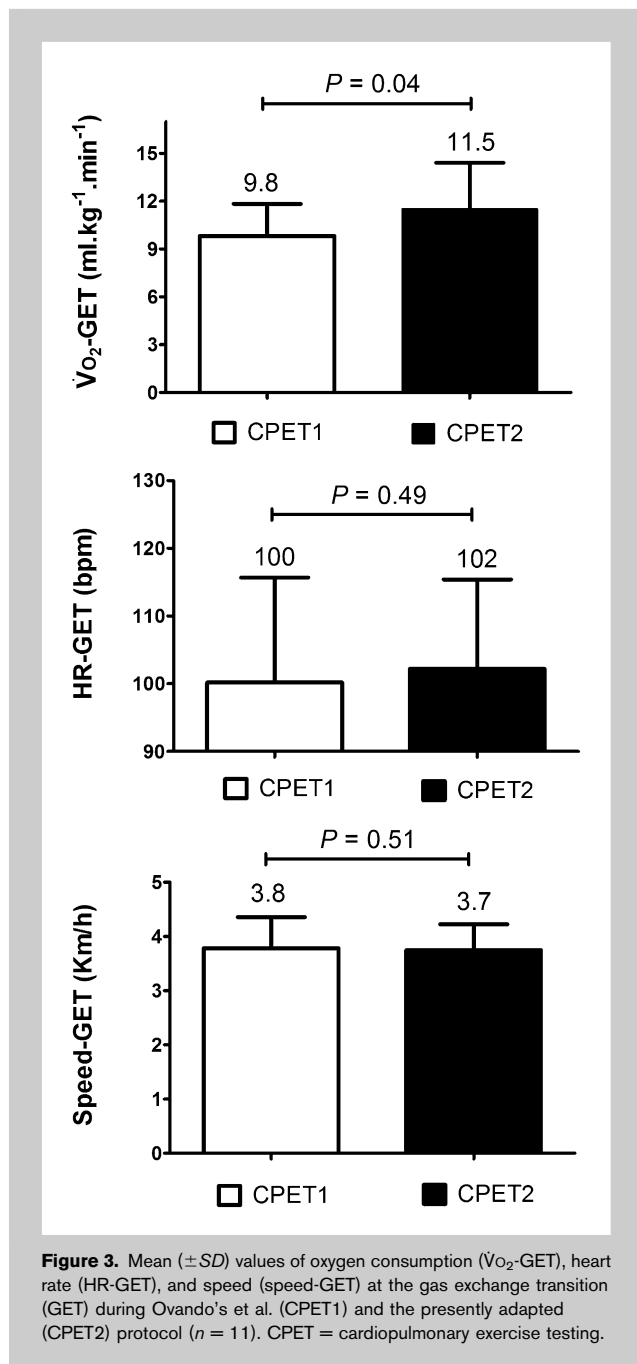 P = 0.04
V̇O₂-GET (ml.kg⁻¹.min⁻¹)
15
12
9
6
3
0
9.8
11.5
CPET1
CPET2
P = 0.49
HR-GET (bpm)
130
120
110
100
90
100
102
CPET1
CPET2
P = 0.51
Speed-GET (Km/h)
5
4
3
2
1
0
3.8
3.7
CPET1
CPET2
Figure 3. Mean (±SD) values of oxygen consumption (V̇O₂-GET), heart
rate (HR-GET), and speed (speed-GET) at the gas exchange transition
(GET) during Ovando's et al. (CPET1) and the presently adapted
(CPET2) protocol (n = 11). CPET = cardiopulmonary exercise testing.